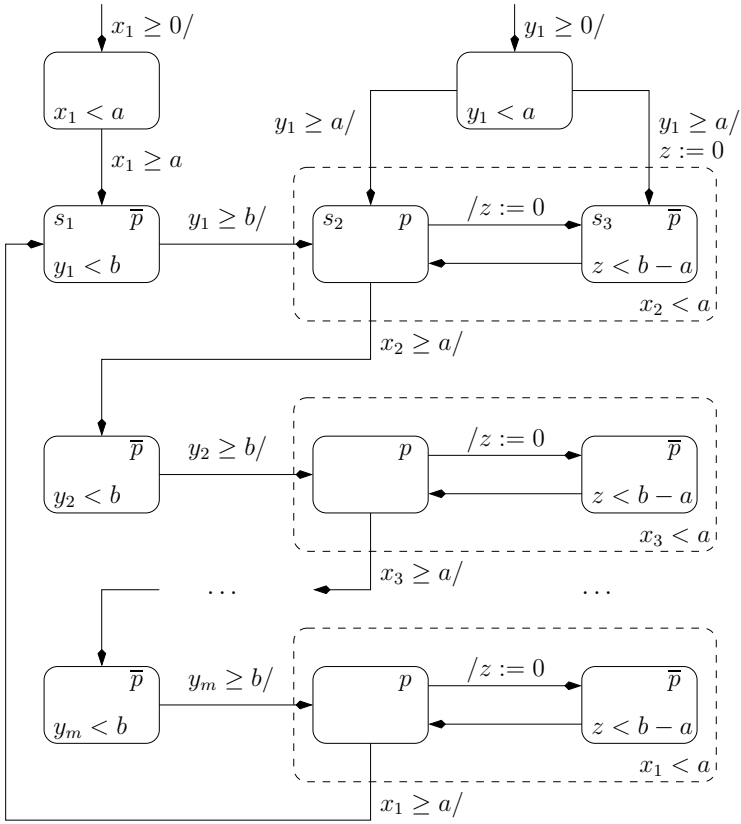 x₁ ≥ 0/
y₁ ≥ 0/
x₁ < a
y₁ < a
y₁ ≥ a/
y₁ ≥ a/
z := 0
x₁ ≥ a
s₁ p̅
y₁ < b
y₁ ≥ b/
s₂ p
/z := 0
s₃ p̅
z < b − a
x₂ < a
x₂ ≥ a/
p̅
y₂ < b
y₂ ≥ b/
p
/z := 0
p̅
z < b − a
x₃ < a
x₃ ≥ a/
...
...
p̅
yₘ < b
yₘ ≥ b/
p
/z := 0
p̅
z < b − a
x₁ < a
x₁ ≥ a/